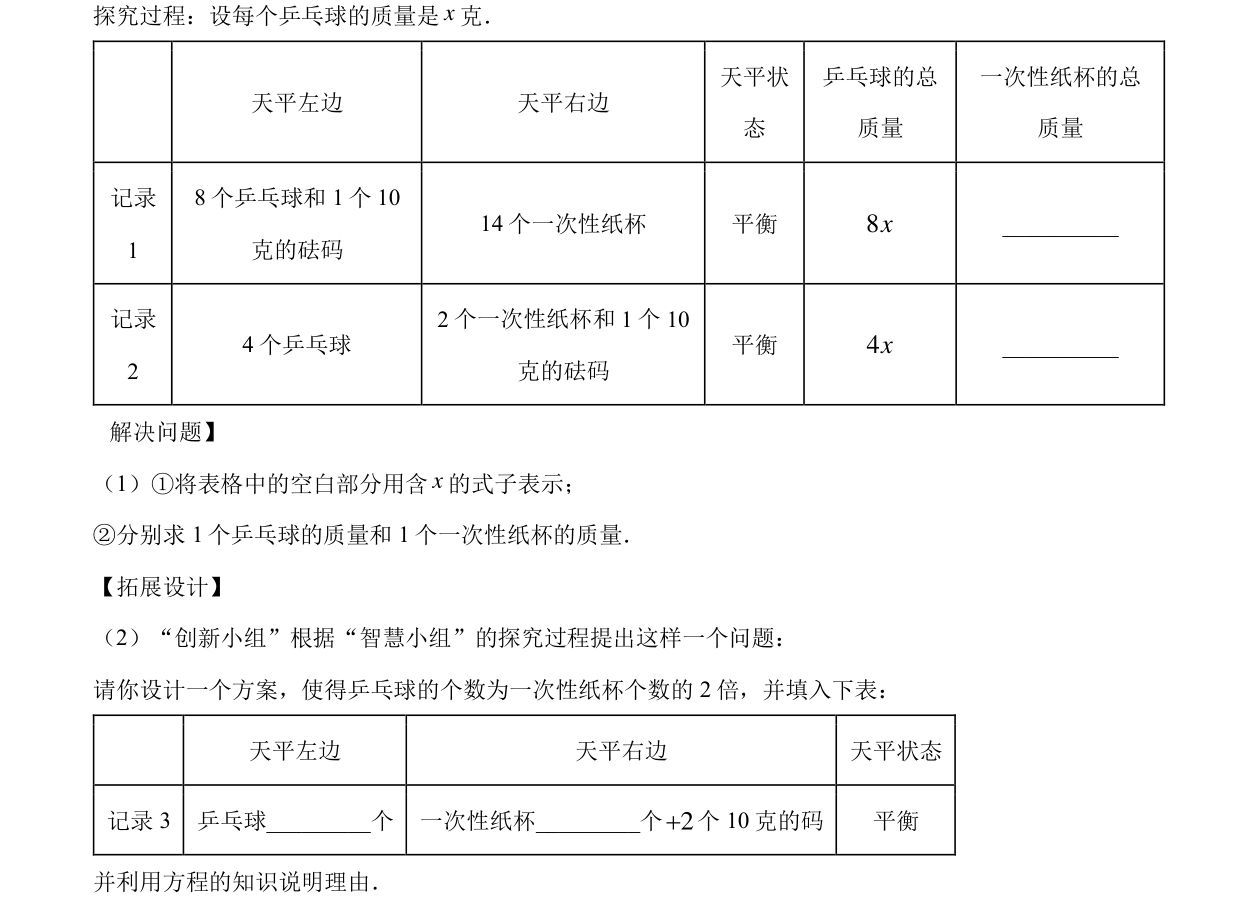 探究过程：设每个乒乓球的质量是 x 克．
天平左边
天平右边
天平状
态
乒乓球的总
质量
一次性纸杯的总
质量
记录
1
8 个乒乓球和 1 个 10
克的砝码
14 个一次性纸杯
平衡
8x
__________
记录
2
4 个乒乓球
2 个一次性纸杯和 1 个 10
克的砝码
平衡
4x
__________
解决问题】
（1）①将表格中的空白部分用含 x 的式子表示；
②分别求 1 个乒乓球的质量和 1 个一次性纸杯的质量．
【拓展设计】
（2）“创新小组”根据“智慧小组”的探究过程提出这样一个问题：
请你设计一个方案，使得乒乓球的个数为一次性纸杯个数的 2 倍，并填入下表：
天平左边
天平右边
天平状态
记录 3
乒乓球_________个
一次性纸杯_________个+2个 10 克的码
平衡
并利用方程的知识说明理由．